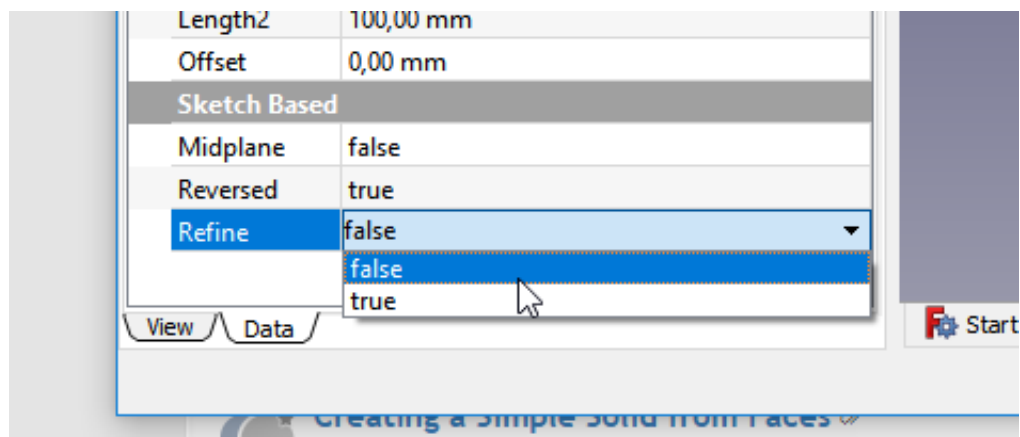 Length2 100,00 mm
Offset 0,00 mm
Sketch Based
Midplane false
Reversed true
Refine false
false
true
View Data
Start
Creating a Simple Solid from Faces